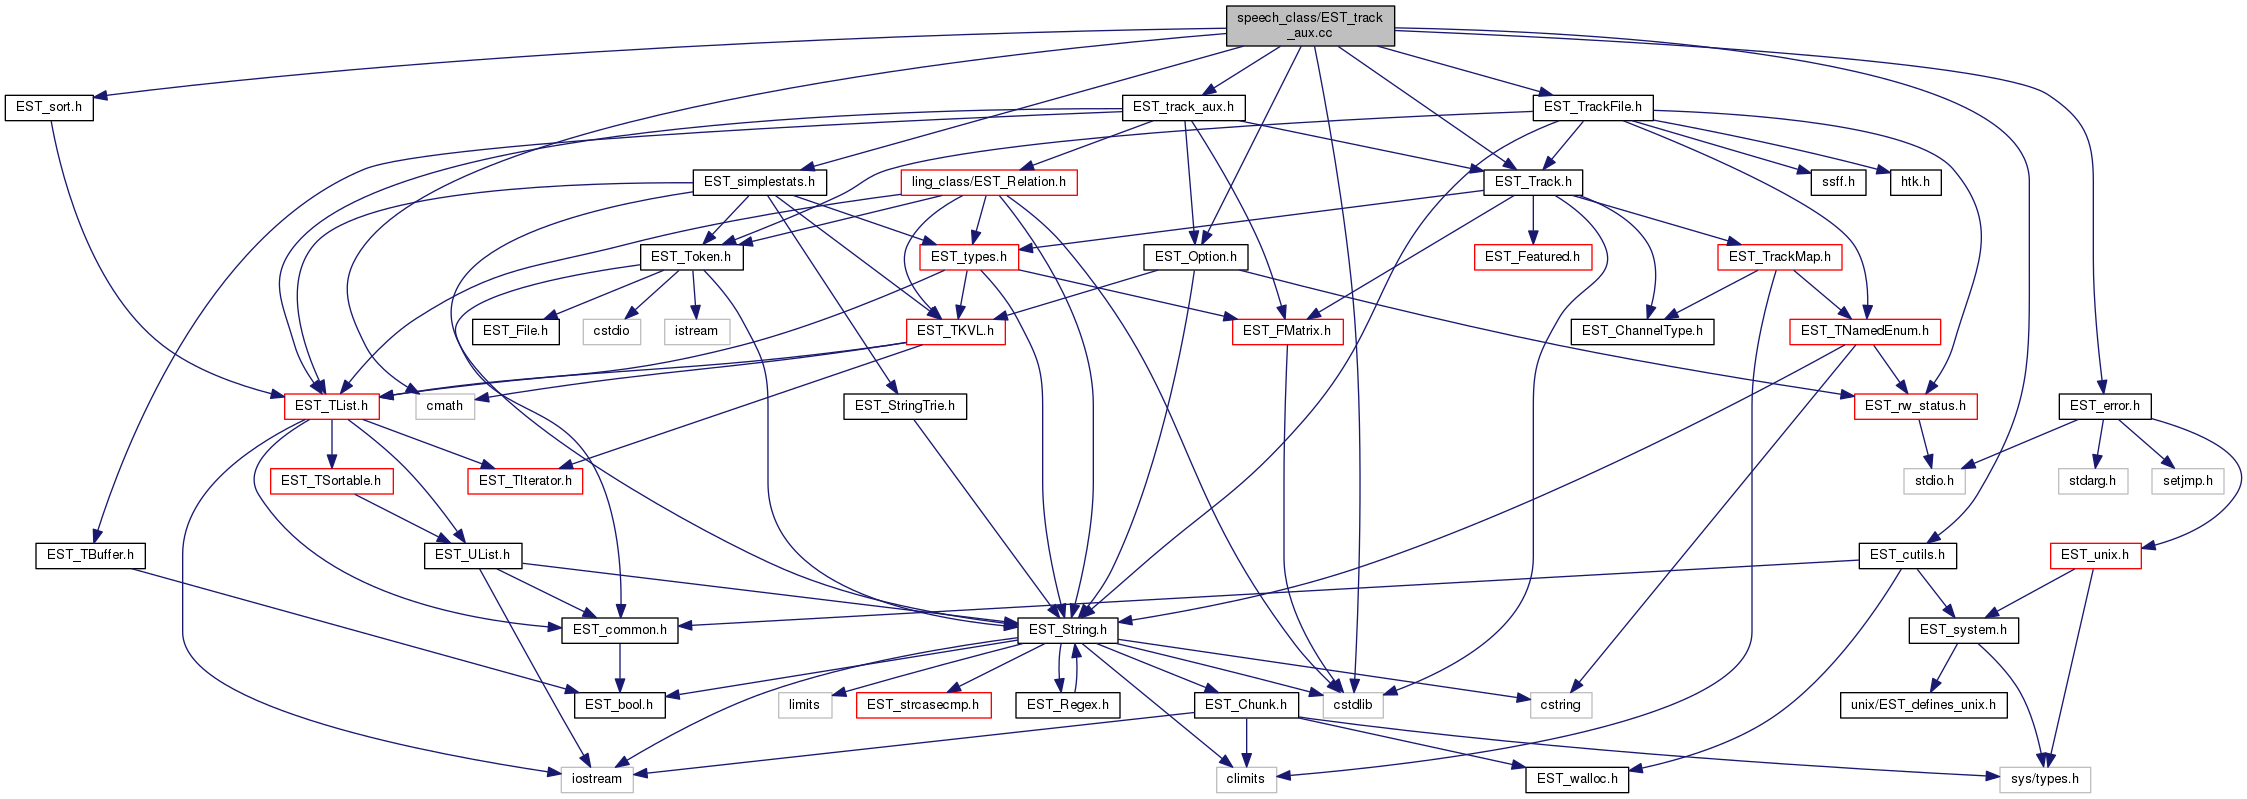 speech_class/EST_track
_aux.cc
EST_sort.h
EST_track_aux.h
EST_TrackFile.h
EST_simplestats.h
ling_class/EST_Relation.h
EST_Track.h
ssff.h
htk.h
EST_Token.h
EST_types.h
EST_Option.h
EST_Featured.h
EST_TrackMap.h
EST_File.h
cstdio
istream
EST_TKVL.h
EST_FMatrix.h
EST_ChannelType.h
EST_TNamedEnum.h
EST_TList.h
cmath
EST_StringTrie.h
EST_rw_status.h
EST_error.h
EST_TSortable.h
EST_TIterator.h
stdio.h
stdarg.h
setjmp.h
EST_TBuffer.h
EST_UList.h
EST_cutils.h
EST_unix.h
EST_common.h
EST_String.h
EST_system.h
EST_bool.h
limits
EST_strcasecmp.h
EST_Regex.h
EST_Chunk.h
cstdlib
cstring
unix/EST_defines_unix.h
iostream
climits
EST_walloc.h
sys/types.h